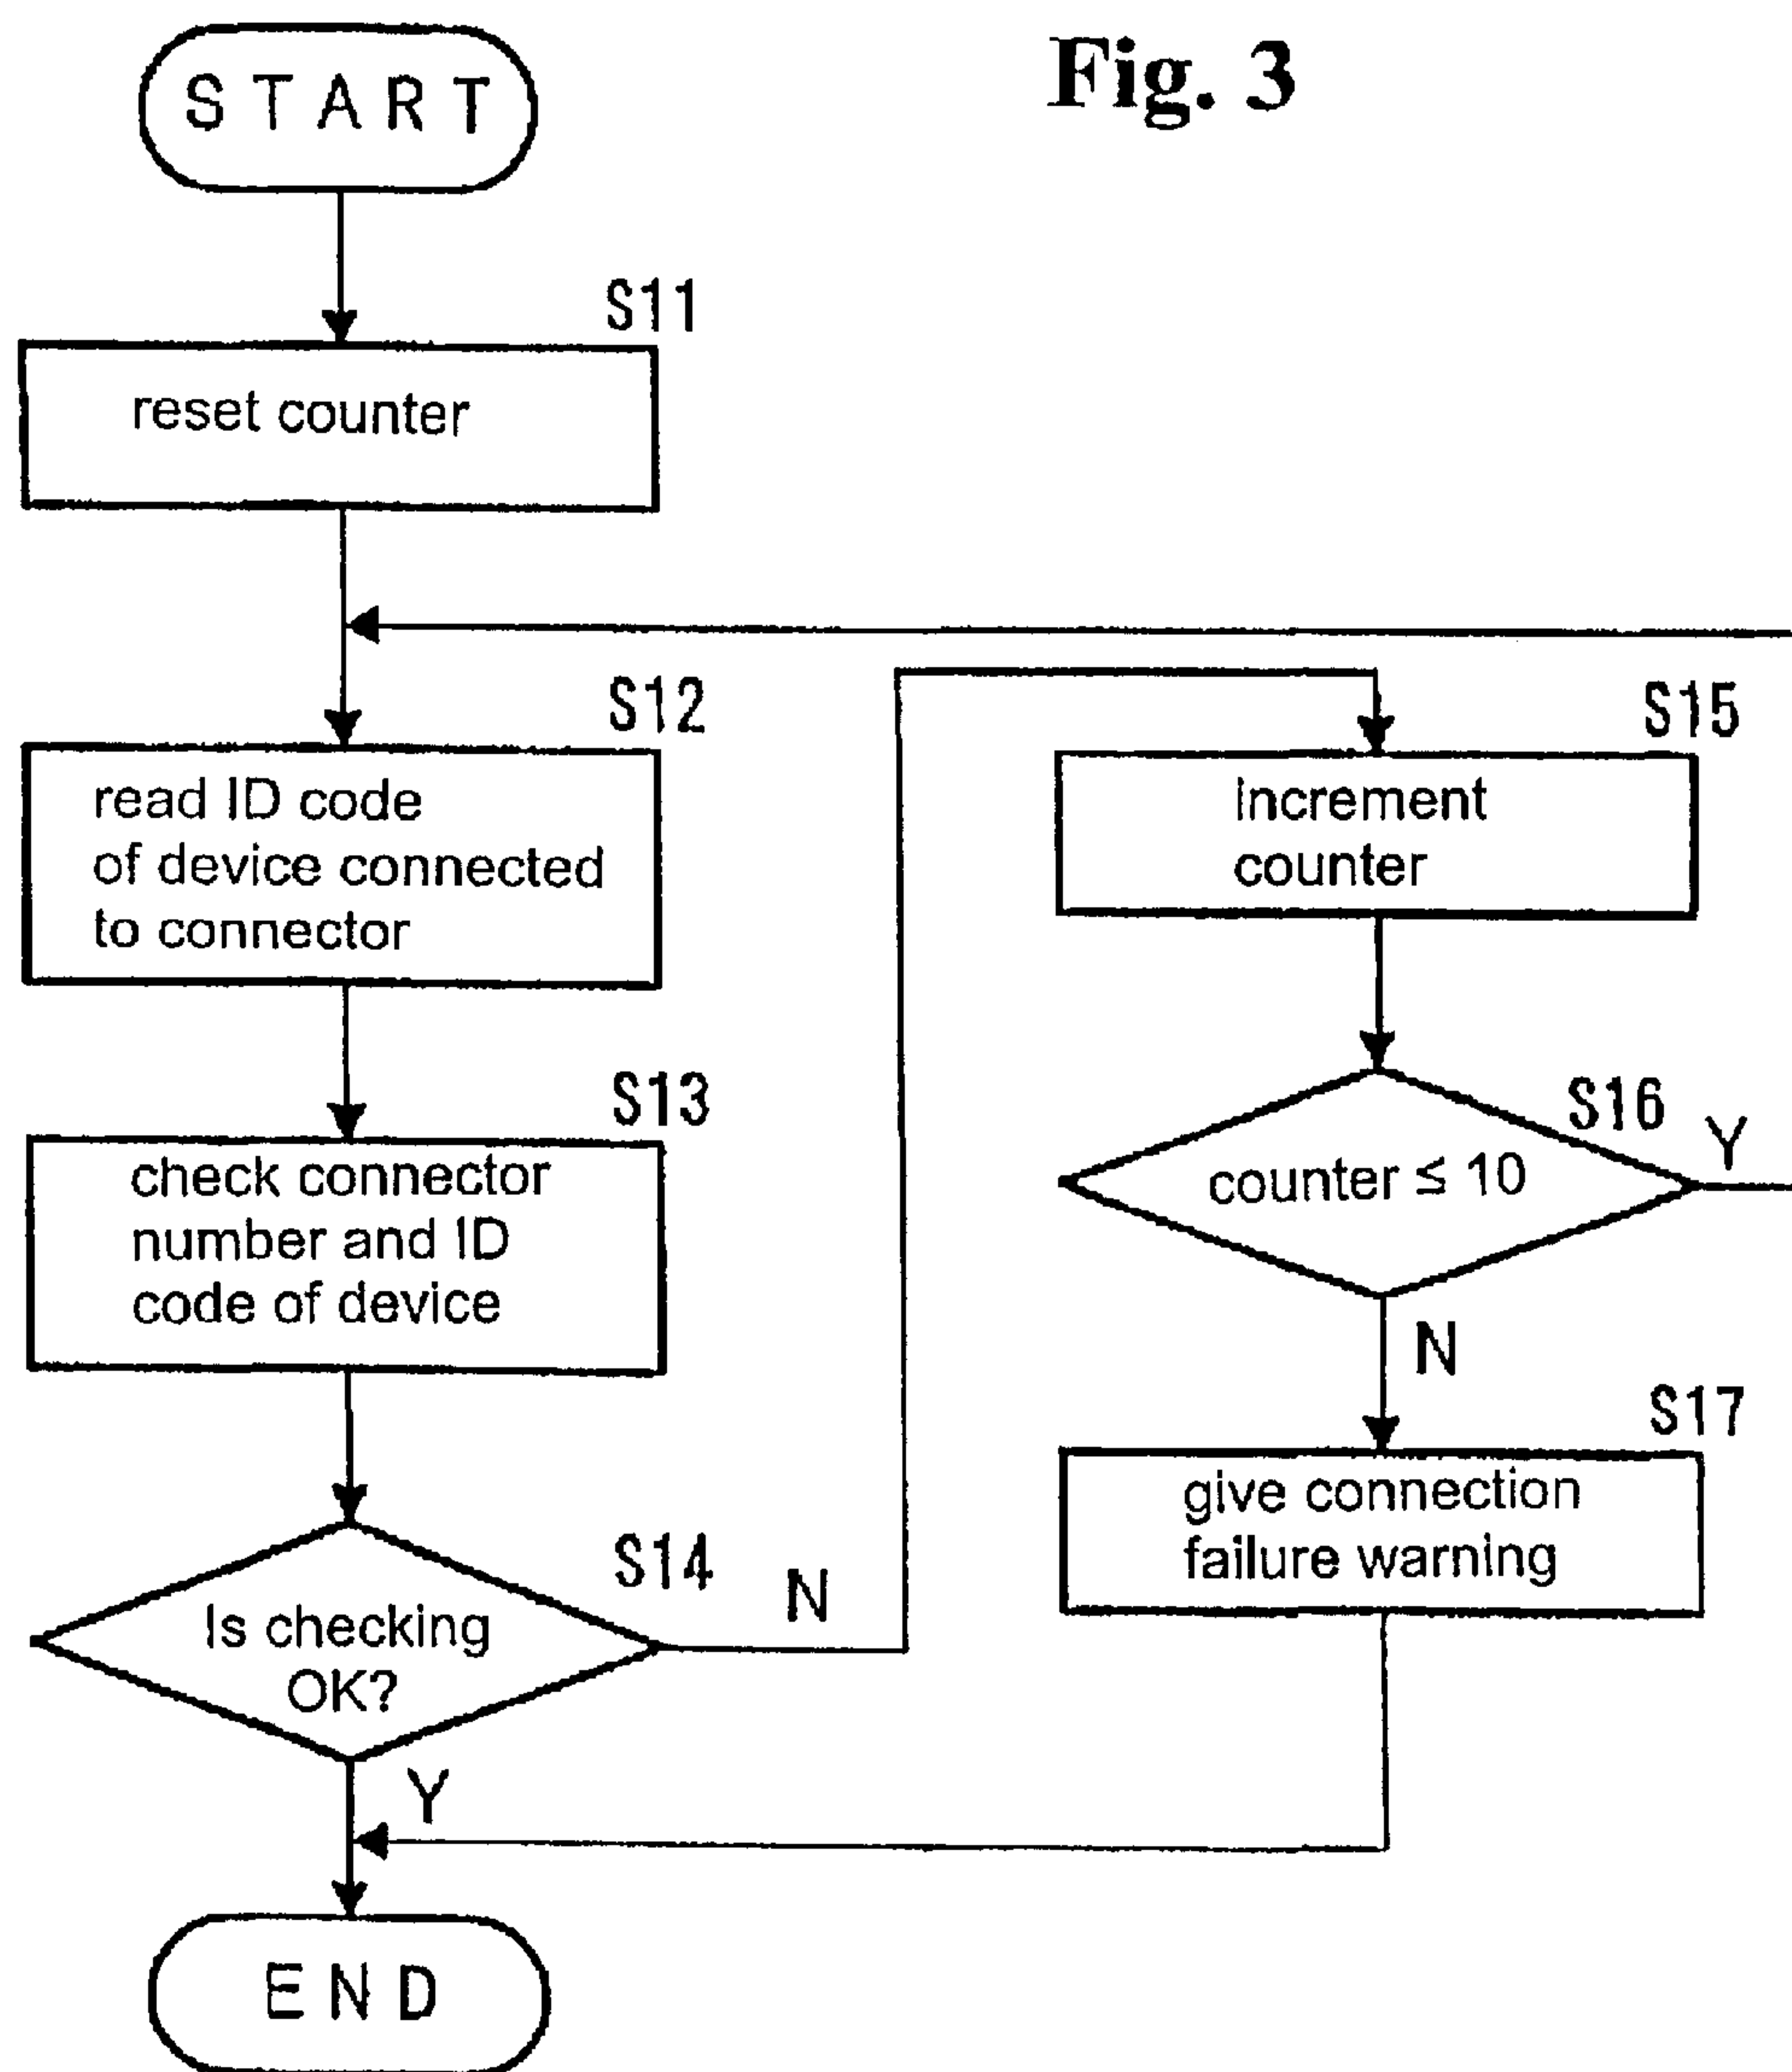 Fig. 3
START
S11
reset counter
S12
read ID code
of device connected
to connector
S13
check connector
number and ID
code of device
S14
Is checking
OK?
N
Y
END
S15
Increment
counter
S16
counter ≤ 10
Y
N
S17
give connection
failure warning